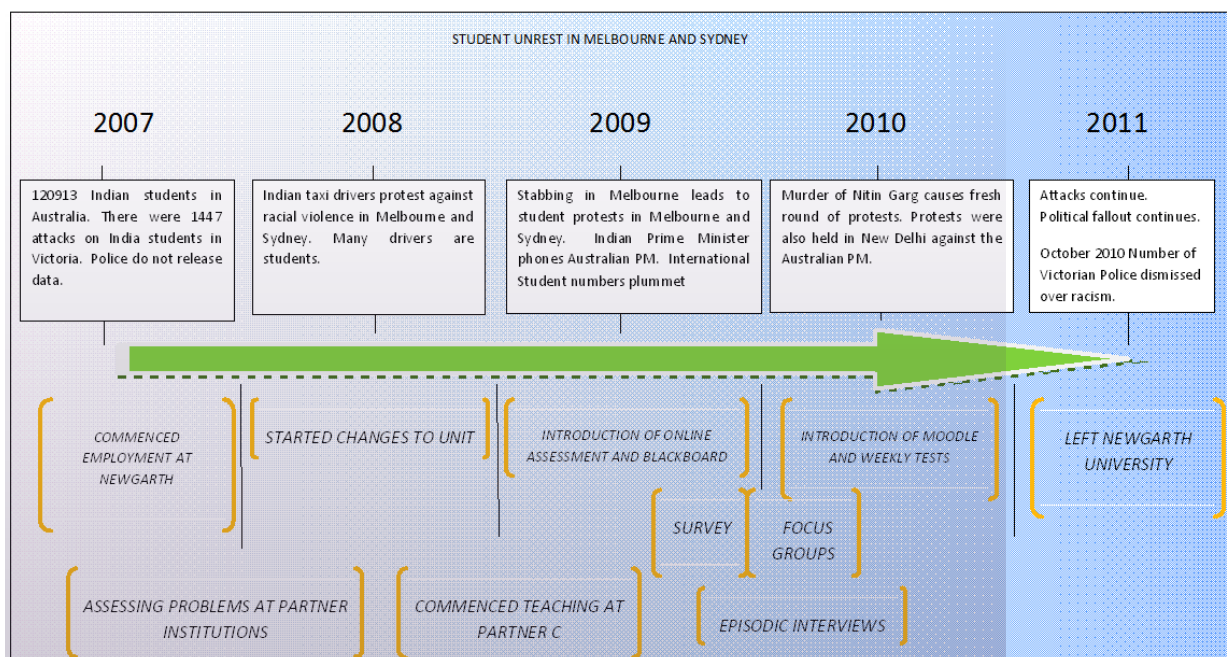 STUDENT UNREST IN MELBOURNE AND SYDNEY
2007
2008
2009
2010
2011
120913 Indian students in
Australia. There were 1447
attacks on India students in
Victoria. Police do not release
data.
Indian taxi drivers protest against
racial violence in Melbourne and
Sydney. Many drivers are
students.
Stabbing in Melbourne leads to
student protests in Melbourne and
Sydney. Indian Prime Minister
phones Australian PM. International
Student numbers plummet
Murder of Nitin Garg causes fresh
round of protests. Protests were
also held in New Delhi against the
Australian PM.
Attacks continue.
Political fallout continues.
October 2010 Number of
Victorian Police dismissed
over racism.
COMMENCED
EMPLOYMENT AT
NEWGARTH
STARTED CHANGES TO UNIT
INTRODUCTION OF ONLINE
ASSESSMENT AND BLACKBOARD
INTRODUCTION OF MOODLE
AND WEEKLY TESTS
LEFT NEWGARTH
UNIVERSITY
SURVEY
FOCUS
GROUPS
ASSESSING PROBLEMS AT PARTNER
INSTITUTIONS
COMMENCED TEACHING AT
PARTNER C
EPISODIC INTERVIEWS